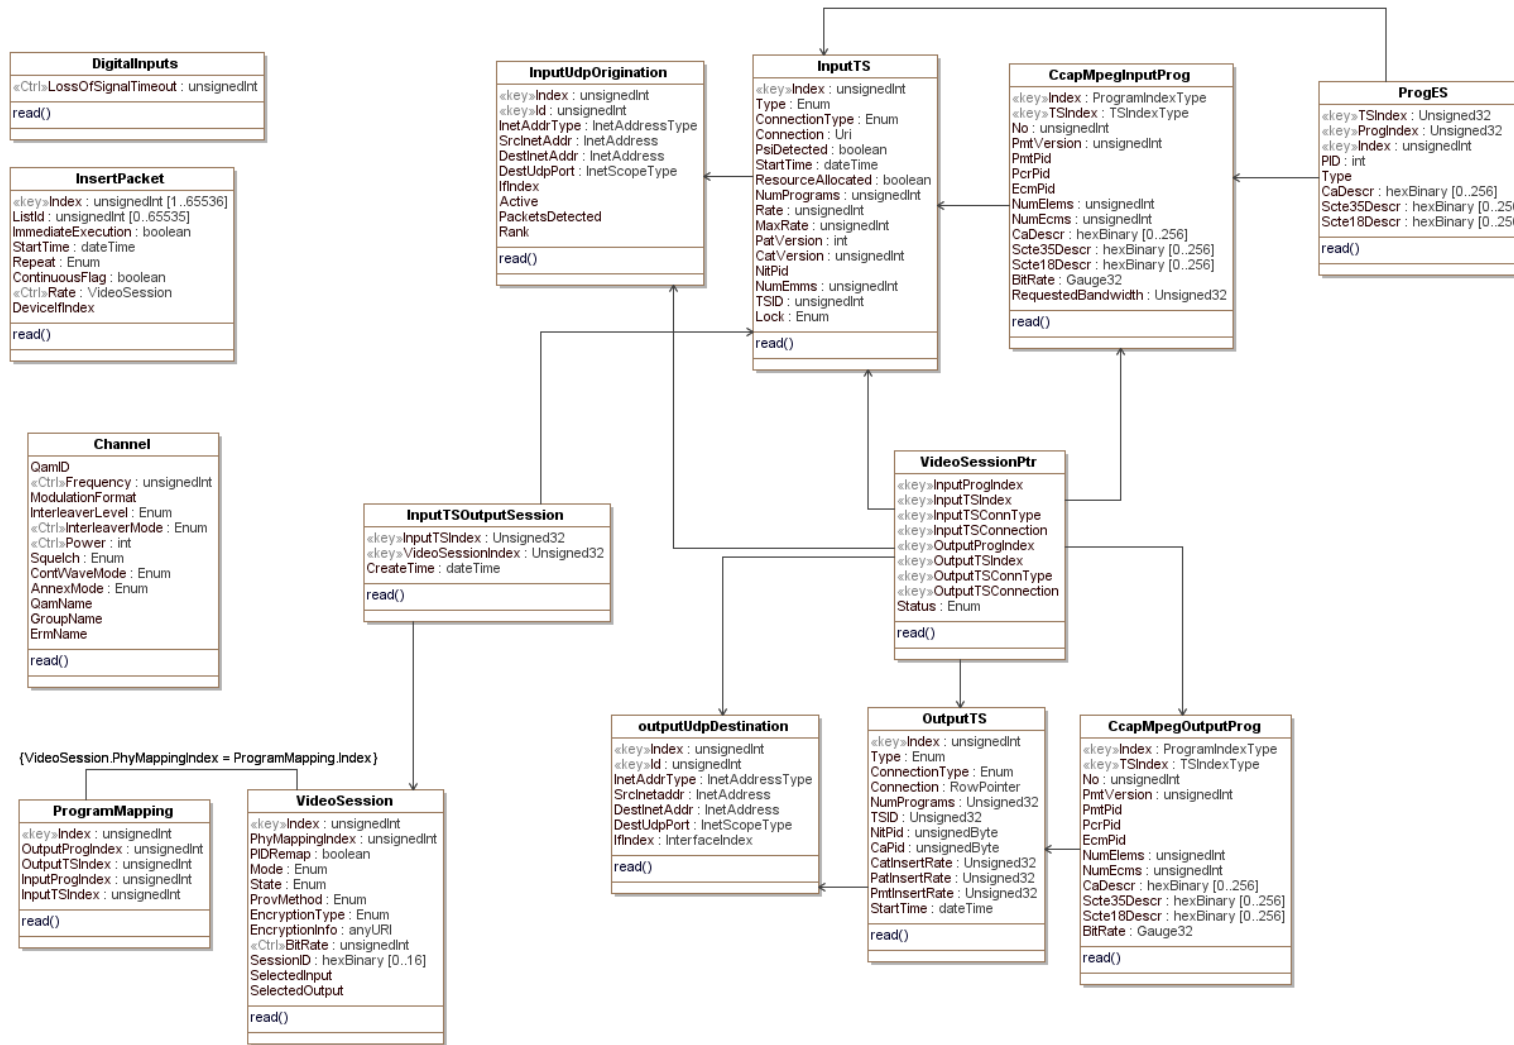 DigitalInputs
«Ctrl»LossOfSignalTimeout : unsignedInt
read()
InsertPacket
«key»Index : unsignedInt [1..65536]
ListId : unsignedInt [0..65535]
ImmediateExecution : boolean
StartTime : dateTime
Repeat : Enum
ContinuousFlag : boolean
«Ctrl»Rate : VideoSession
DeviceIfIndex
read()
InputUdpOrigination
«key»Index : unsignedInt
«key»Id : unsignedInt
InetAddrType : InetAddressType
SrcInetAddr : InetAddress
DestInetAddr : InetAddress
DestUdpPort : InetScopeType
IfIndex
Active
PacketsDetected
Rank
read()
InputTS
«key»Index : unsignedInt
Type : Enum
ConnectionType : Enum
Connection : Uri
PsiDetected : boolean
StartTime : dateTime
ResourceAllocated : boolean
NumPrograms : unsignedInt
Rate : unsignedInt
MaxRate : unsignedInt
PatVersion : int
CatVersion : unsignedInt
NitPid
NumEmms : unsignedInt
TSID : unsignedInt
Lock : Enum
read()
CcapMpegInputProg
«key»Index : ProgramIndexType
«key»TSIndex : TSIndexType
No : unsignedInt
PmtVersion : unsignedInt
PmtPid
PcrPid
EcmPid
NumElems : unsignedInt
NumEcms : unsignedInt
CaDescr : hexBinary [0..256]
Scte35Descr : hexBinary [0..256]
Scte18Descr : hexBinary [0..256]
BitRate : Gauge32
RequestedBandwidth : Unsigned32
read()
ProgES
«key»TSIndex : Unsigned32
«key»ProgIndex : Unsigned32
«key»Index : unsignedInt
PID : int
Type
CaDescr : hexBinary [0..256]
Scte35Descr : hexBinary [0..256
Scte18Descr : hexBinary [0..256
read()
Channel
QamID
«Ctrl»Frequency : unsignedInt
ModulationFormat
InterleaverLevel : Enum
«Ctrl»InterleaverMode : Enum
«Ctrl»Power : int
Squelch : Enum
ContWaveMode : Enum
AnnexMode : Enum
QamName
GroupName
ErmName
read()
InputTSOutputSession
«key»InputTSIndex : Unsigned32
«key»VideoSessionIndex : Unsigned32
CreateTime : dateTime
read()
VideoSessionPtr
«key»InputProgIndex
«key»InputTSIndex
«key»InputTSConnType
«key»InputTSConnection
«key»OutputProgIndex
«key»OutputTSIndex
«key»OutputTSConnType
«key»OutputTSConnection
Status : Enum
read()
{VideoSession.PhyMappingIndex = ProgramMapping.Index}
ProgramMapping
«key»Index : unsignedInt
OutputProgIndex : unsignedInt
OutputTSIndex : unsignedInt
InputProgIndex : unsignedInt
InputTSIndex : unsignedInt
read()
VideoSession
«key»Index : unsignedInt
PhyMappingIndex : unsignedInt
PIDRemap : boolean
Mode : Enum
State : Enum
ProvMethod : Enum
EncryptionType : Enum
EncryptionInfo : anyURI
«Ctrl»BitRate : unsignedInt
SessionID : hexBinary [0..16]
SelectedInput
SelectedOutput
read()
outputUdpDestination
«key»Index : unsignedInt
«key»Id : unsignedInt
InetAddrType : InetAddressType
SrcInetaddr : InetAddress
DestInetAddr : InetAddress
DestUdpPort : InetScopeType
IfIndex : InterfaceIndex
read()
OutputTS
«key»Index : unsignedInt
Type : Enum
ConnectionType : Enum
Connection : RowPointer
NumPrograms : Unsigned32
TSID : Unsigned32
NitPid : unsignedByte
CaPid : unsignedByte
CatInsertRate : Unsigned32
PatInsertRate : Unsigned32
PmtInsertRate : Unsigned32
StartTime : dateTime
read()
CcapMpegOutputProg
«key»Index : ProgramIndexType
«key»TSIndex : TSIndexType
No : unsignedInt
PmtVersion : unsignedInt
PmtPid
PcrPid
EcmPid
NumElems : unsignedInt
NumEcms : unsignedInt
CaDescr : hexBinary [0..256]
Scte35Descr : hexBinary [0..256]
Scte18Descr : hexBinary [0..256]
BitRate : Gauge32
read()